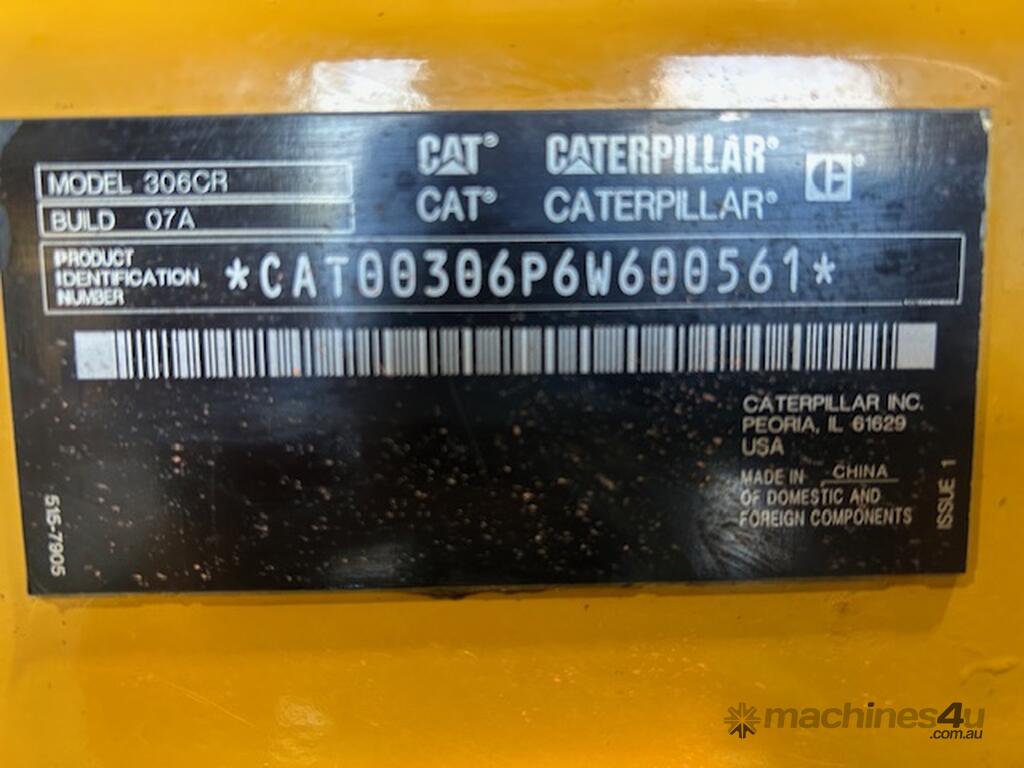 CAT® CATERPILLAR®
CAT® CATERPILLAR®
MODEL 306CR
BUILD 07A
PRODUCT
IDENTIFICATION
NUMBER
*CAT00306P6W600561*
CATERPILLAR INC.
PEORIA, IL 61629
USA
MADE IN CHINA
OF DOMESTIC AND
FOREIGN COMPONENTS
ISSUE 1
515-7905
machines4u
.com.au